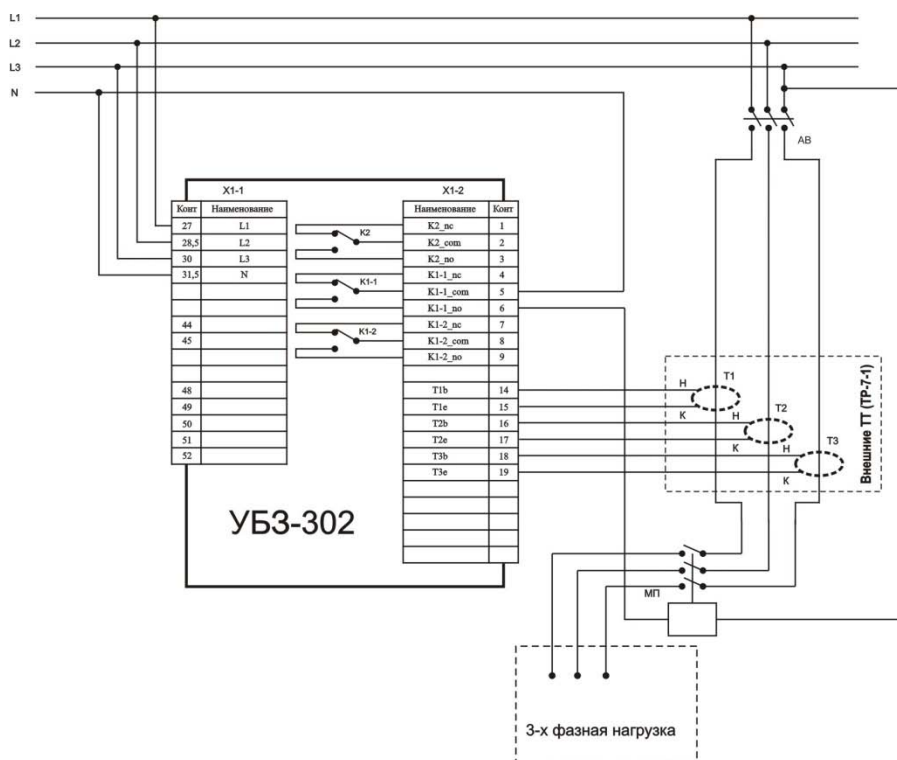 L1
L2
L3
N
АВ
X1-1
X1-2
Конт Наименование
Наименование Конт
27 L1
K2_nc 1
28,5 L2
K2
K2_com 2
30 L3
K2_no 3
31,5 N
K1-1_nc 4
K1-1
K1-1_com 5
K1-1_no 6
44
K1-2_nc 7
45
K1-2
K1-2_com 8
K1-2_no 9
48
T1b 14
49
T1e 15
50
T2b 16
51
T2e 17
52
T3b 18
T3e 19
Н
T1
К
Н
T2
К
Н
T3
К
Внешние ТТ (ТР-7-1)
УБЗ-302
МП
3-х фазная нагрузка